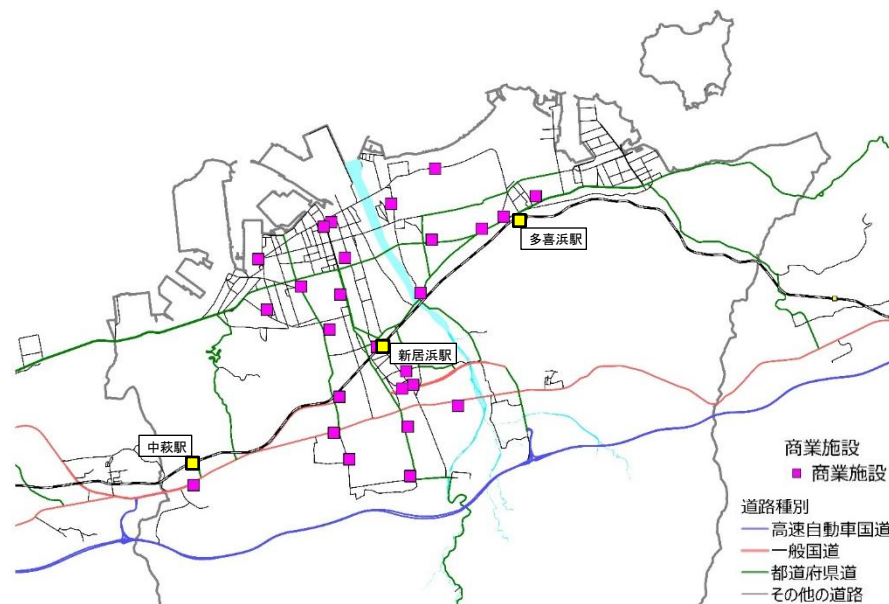 多喜浜駅
新居浜駅
中萩駅
商業施設
商業施設
道路種別
高速自動車国道
一般国道
都道府県道
その他の道路